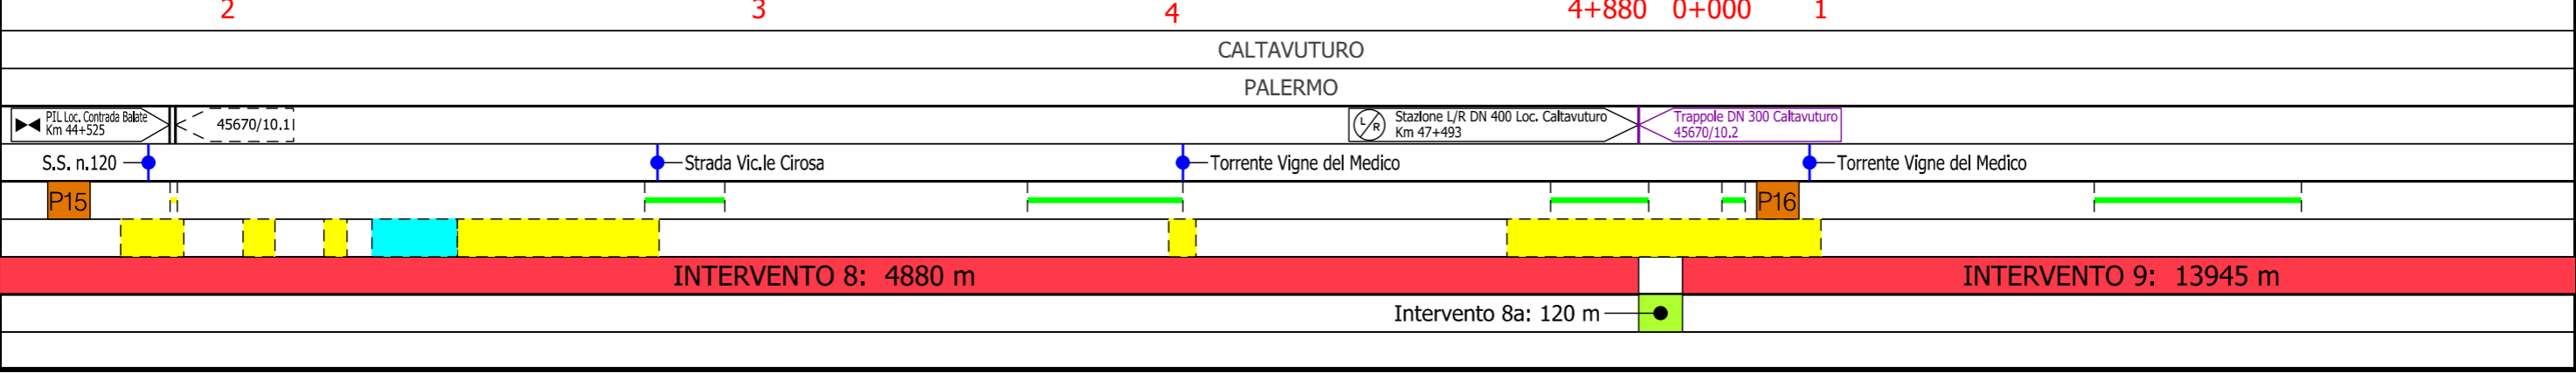 2 3 4 4+880 0+000 1
CALTAVUTURO
PALERMO
PIL Loc. Contrada Balate
Km 44+525
45670/10.1
L/R
Stazione L/R DN 400 Loc. Caltavuturo
Km 47+493
Trappole DN 300 Caltavuturo
45670/10.2
S.S. n.120
Strada Vic.le Cirosa
Torrente Vigne del Medico
Torrente Vigne del Medico
P15
P16
INTERVENTO 8: 4880 m
INTERVENTO 9: 13945 m
Intervento 8a: 120 m